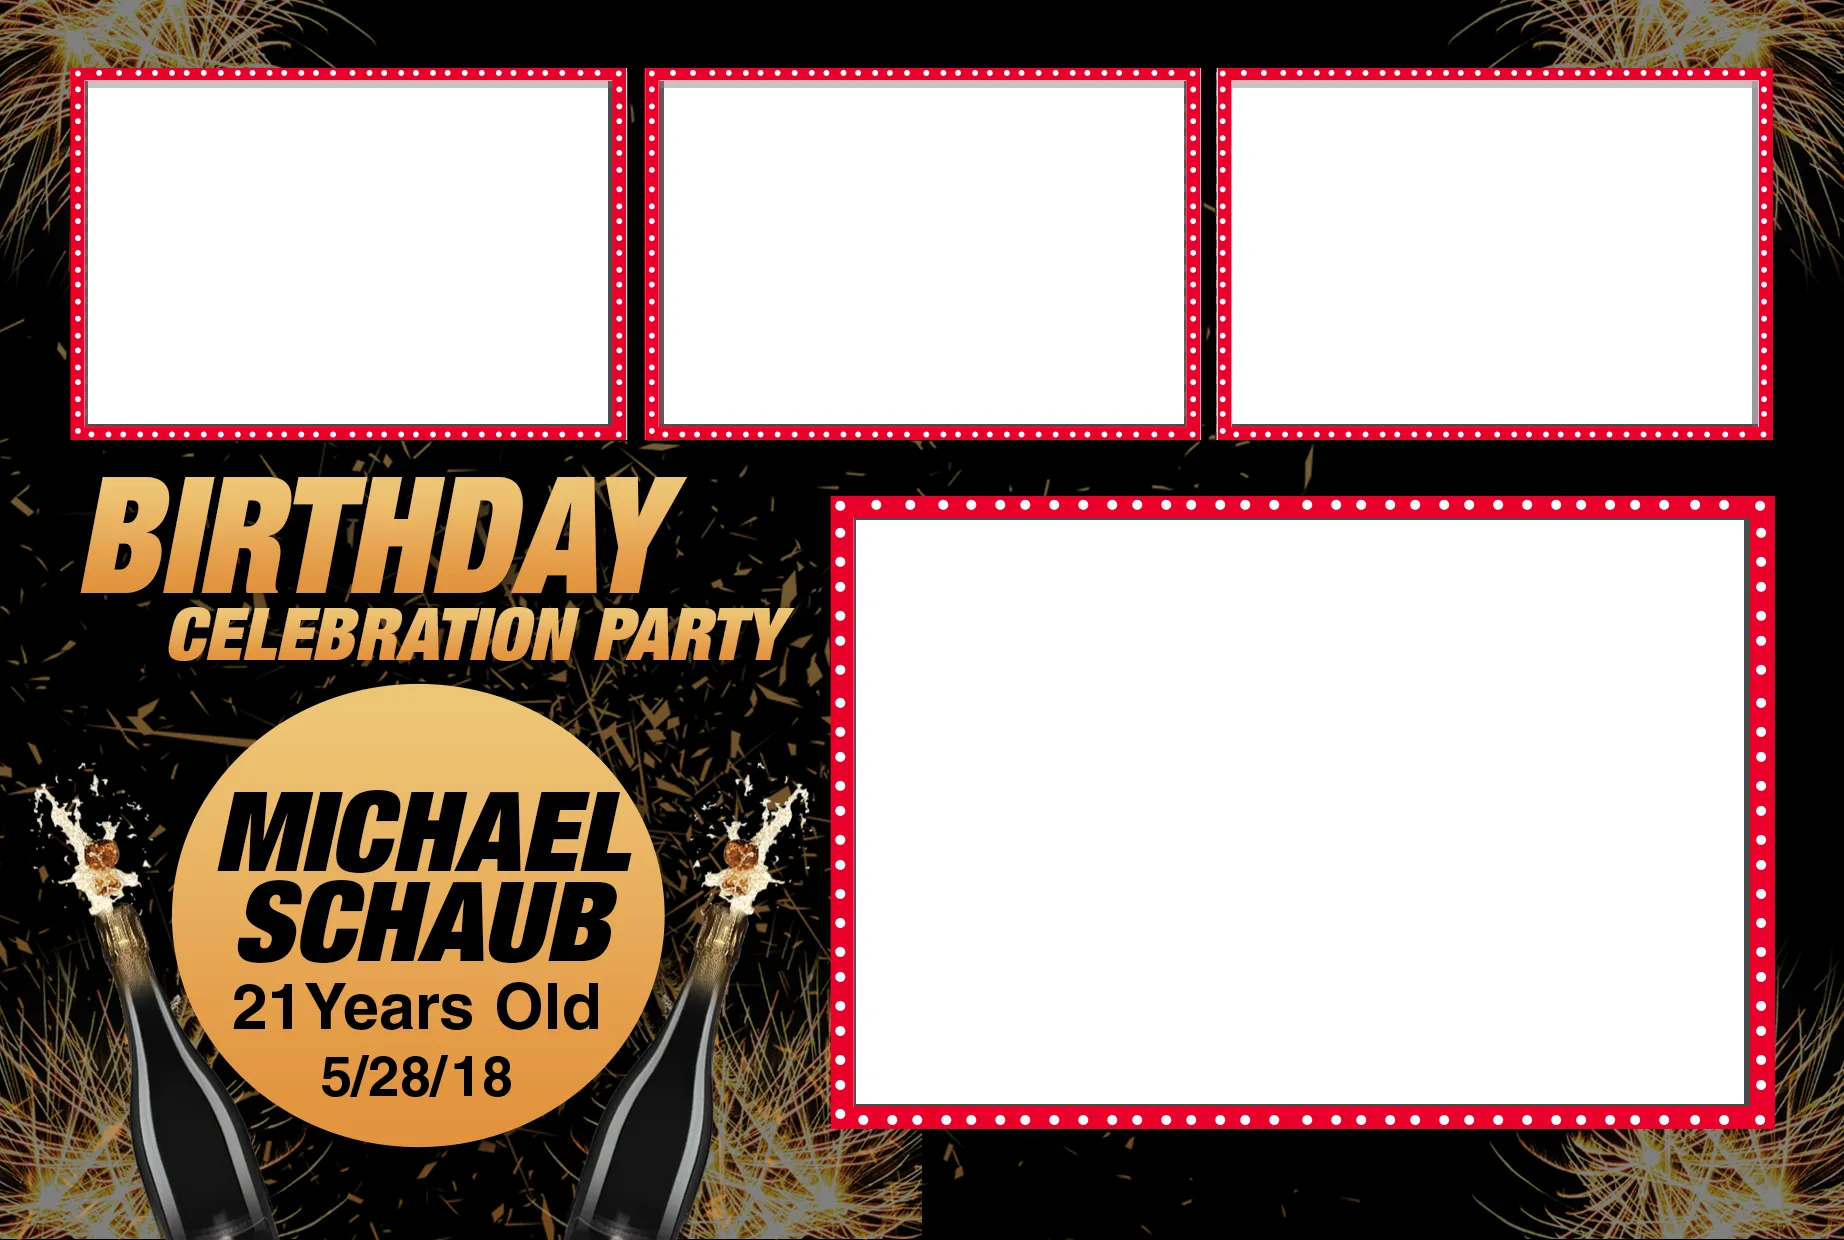 BIRTHDAY
CELEBRATION PARTY
MICHAEL
SCHAUB
21Years Old
5/28/18